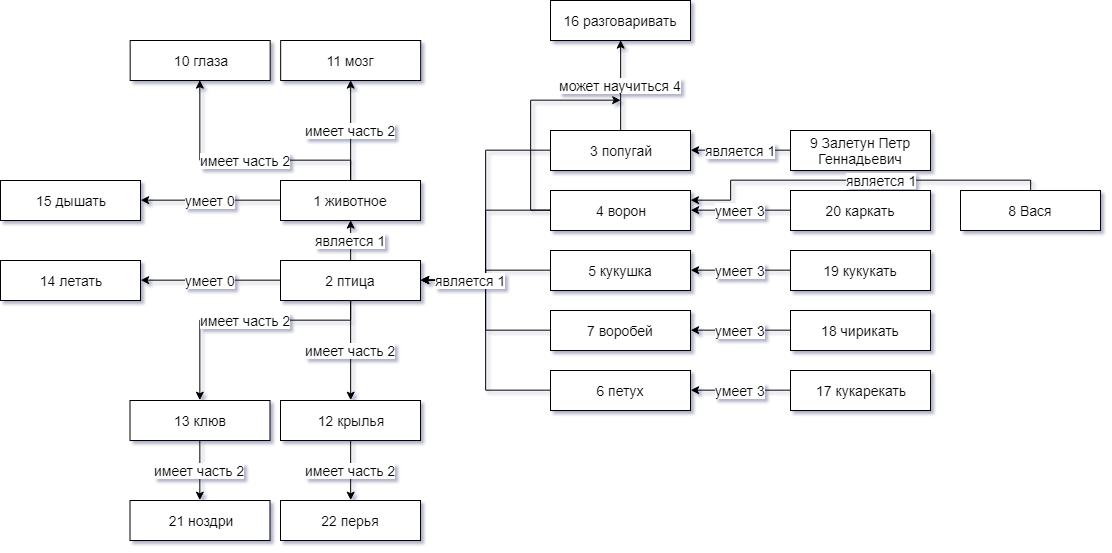 16 разговаривать
10 глаза
11 мозг
может научиться 4
имеет часть 2
имеет часть 2
3 попугай
является 1
9 Залетун Петр
Геннадьевич
является 1
15 дышать
умеет 0
1 животное
4 ворон
умеет 3
20 каркать
8 Вася
является 1
14 летать
умеет 0
2 птица
является 1
5 кукушка
умеет 3
19 кукукать
имеет часть 2
имеет часть 2
7 воробей
умеет 3
18 чирикать
6 петух
умеет 3
17 кукарекать
13 клюв
12 крылья
имеет часть 2
имеет часть 2
21 ноздри
22 перья